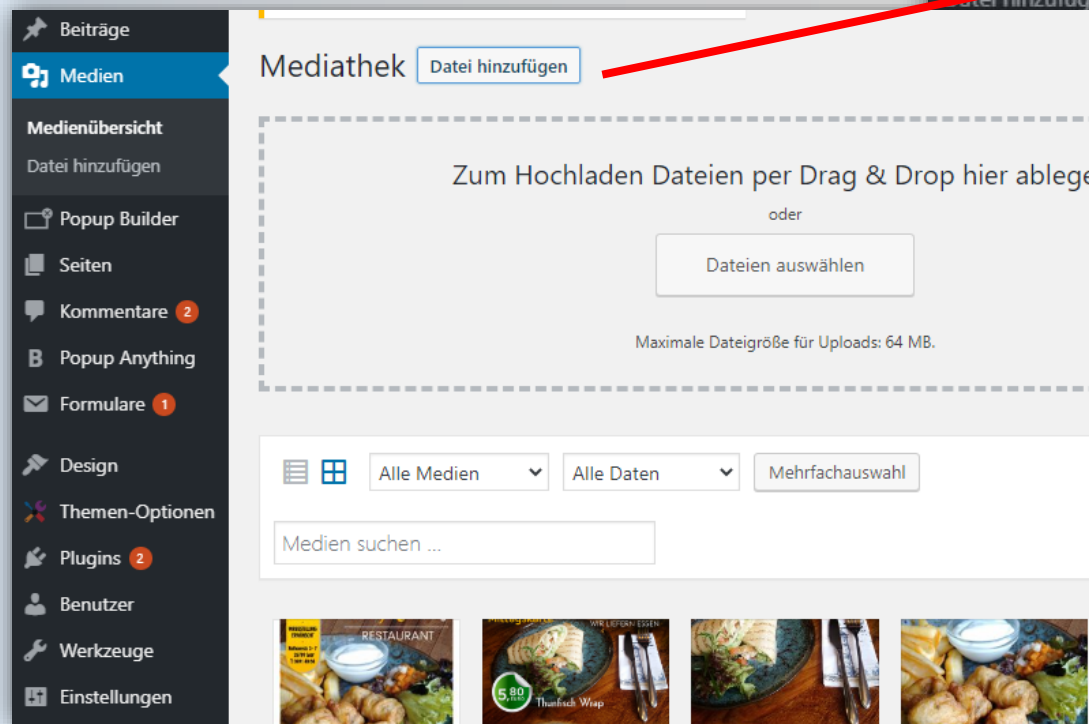 Beiträge
Medien
Medienübersicht
Datei hinzufügen
Popup Builder
Seiten
Kommentare 2
Popup Anything
Formulare 1
Design
Themen-Optionen
Plugins 2
Benutzer
Werkzeuge
Einstellungen
Mediathek Datei hinzufügen
Zum Hochladen Dateien per Drag & Drop hier ablege
oder
Dateien auswählen
Maximale Dateigröße für Uploads: 64 MB.
Alle Medien Alle Daten Mehrfachauswahl
Medien suchen ...
RESTAURANT
WIR LIEFERN ESSEN
5,80
Thunfisch Wrap